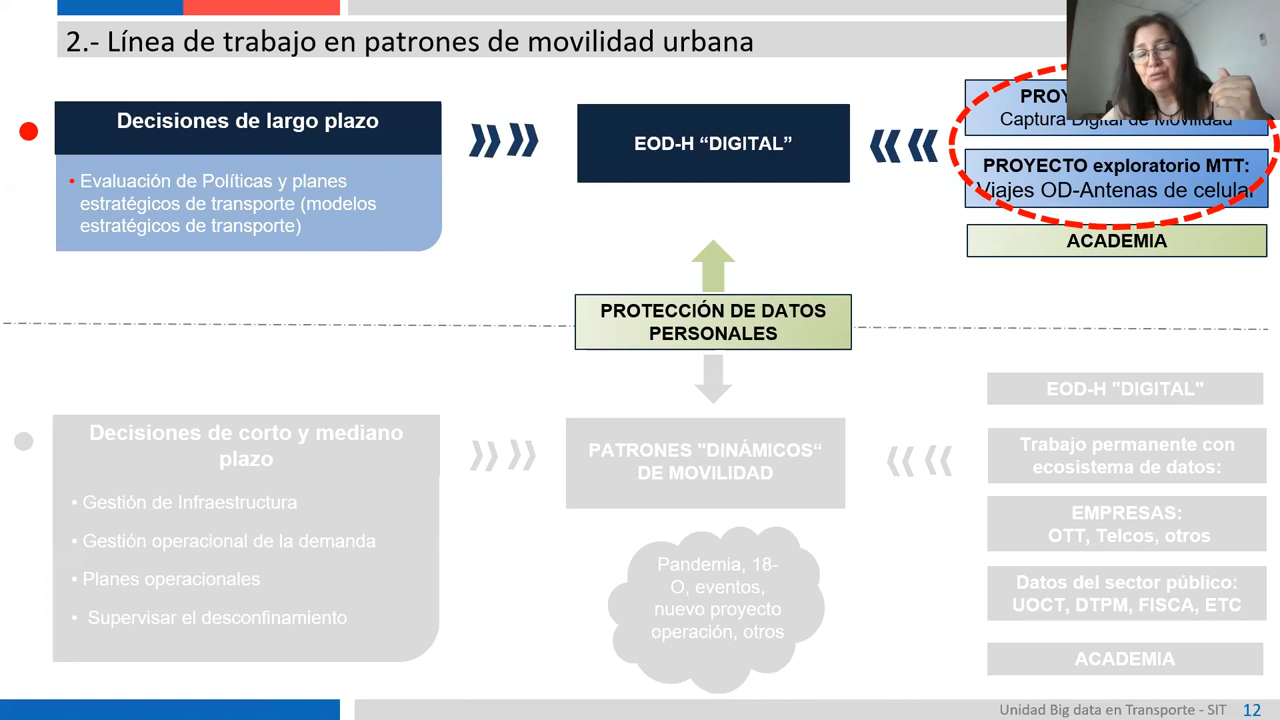 2.- Línea de trabajo en patrones de movilidad urbana
Decisiones de largo plazo
• Evaluación de Políticas y planes
estratégicos de transporte (modelos
estratégicos de transporte)
EOD-H “DIGITAL”
Captura Digital de Movilidad
PROYECTO exploratorio MTT:
Viajes OD-Antenas de celular
ACADEMIA
PROTECCIÓN DE DATOS
PERSONALES
Decisiones de corto y mediano
plazo
• Gestión de Infraestructura
• Gestión operacional de la demanda
• Planes operacionales
• Supervisar el desconfinamiento
PATRONES "DINÁMICOS“
DE MOVILIDAD
Pandemia, 18-
O, eventos,
nuevo proyecto
operación, otros
EOD-H "DIGITAL"
Trabajo permanente con
ecosistema de datos:
EMPRESAS:
OTT, Telcos, otros
Datos del sector público:
UOCT, DTPM, FISCA, ETC
ACADEMIA
Unidad Big data en Transporte - SIT 12